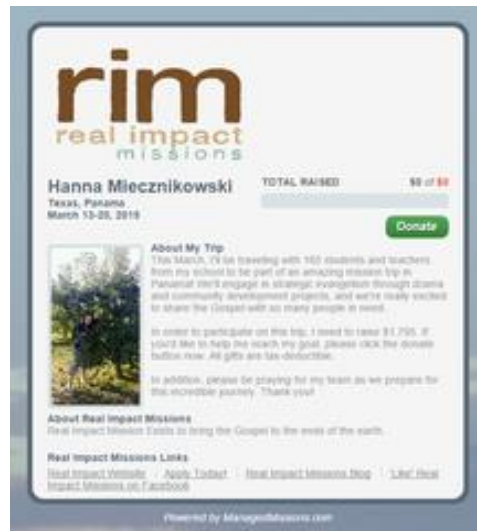 rim
real impact
missions
Hanna Miecznikowski
TOTAL RAISED $0 of $0
Texas, Panama
March 13-20, 2015
Donate
About My Trip
This March, I'll be traveling with 162 students and teachers
from my school to be part of an amazing mission trip in
Panama! We'll engage in strategic evangelism through drama
and community development projects, and we're really excited
to share the Gospel with so many people in need.
In order to participate on this trip, I need to raise $1,795. If
you'd like to help me reach my goal, please click the donate
button now. All gifts are tax-deductible.
In addition, please be praying for my team as we prepare for
this incredible journey. Thank you!
About Real Impact Missions
Real Impact Mission Exists to bring the Gospel to the ends of the earth.
Real Impact Missions Links
Real Impact Website | Apply Today! | Real Impact Missions Blog | 'Like' Real
Impact Missions on Facebook
Powered by ManagedMissions.com